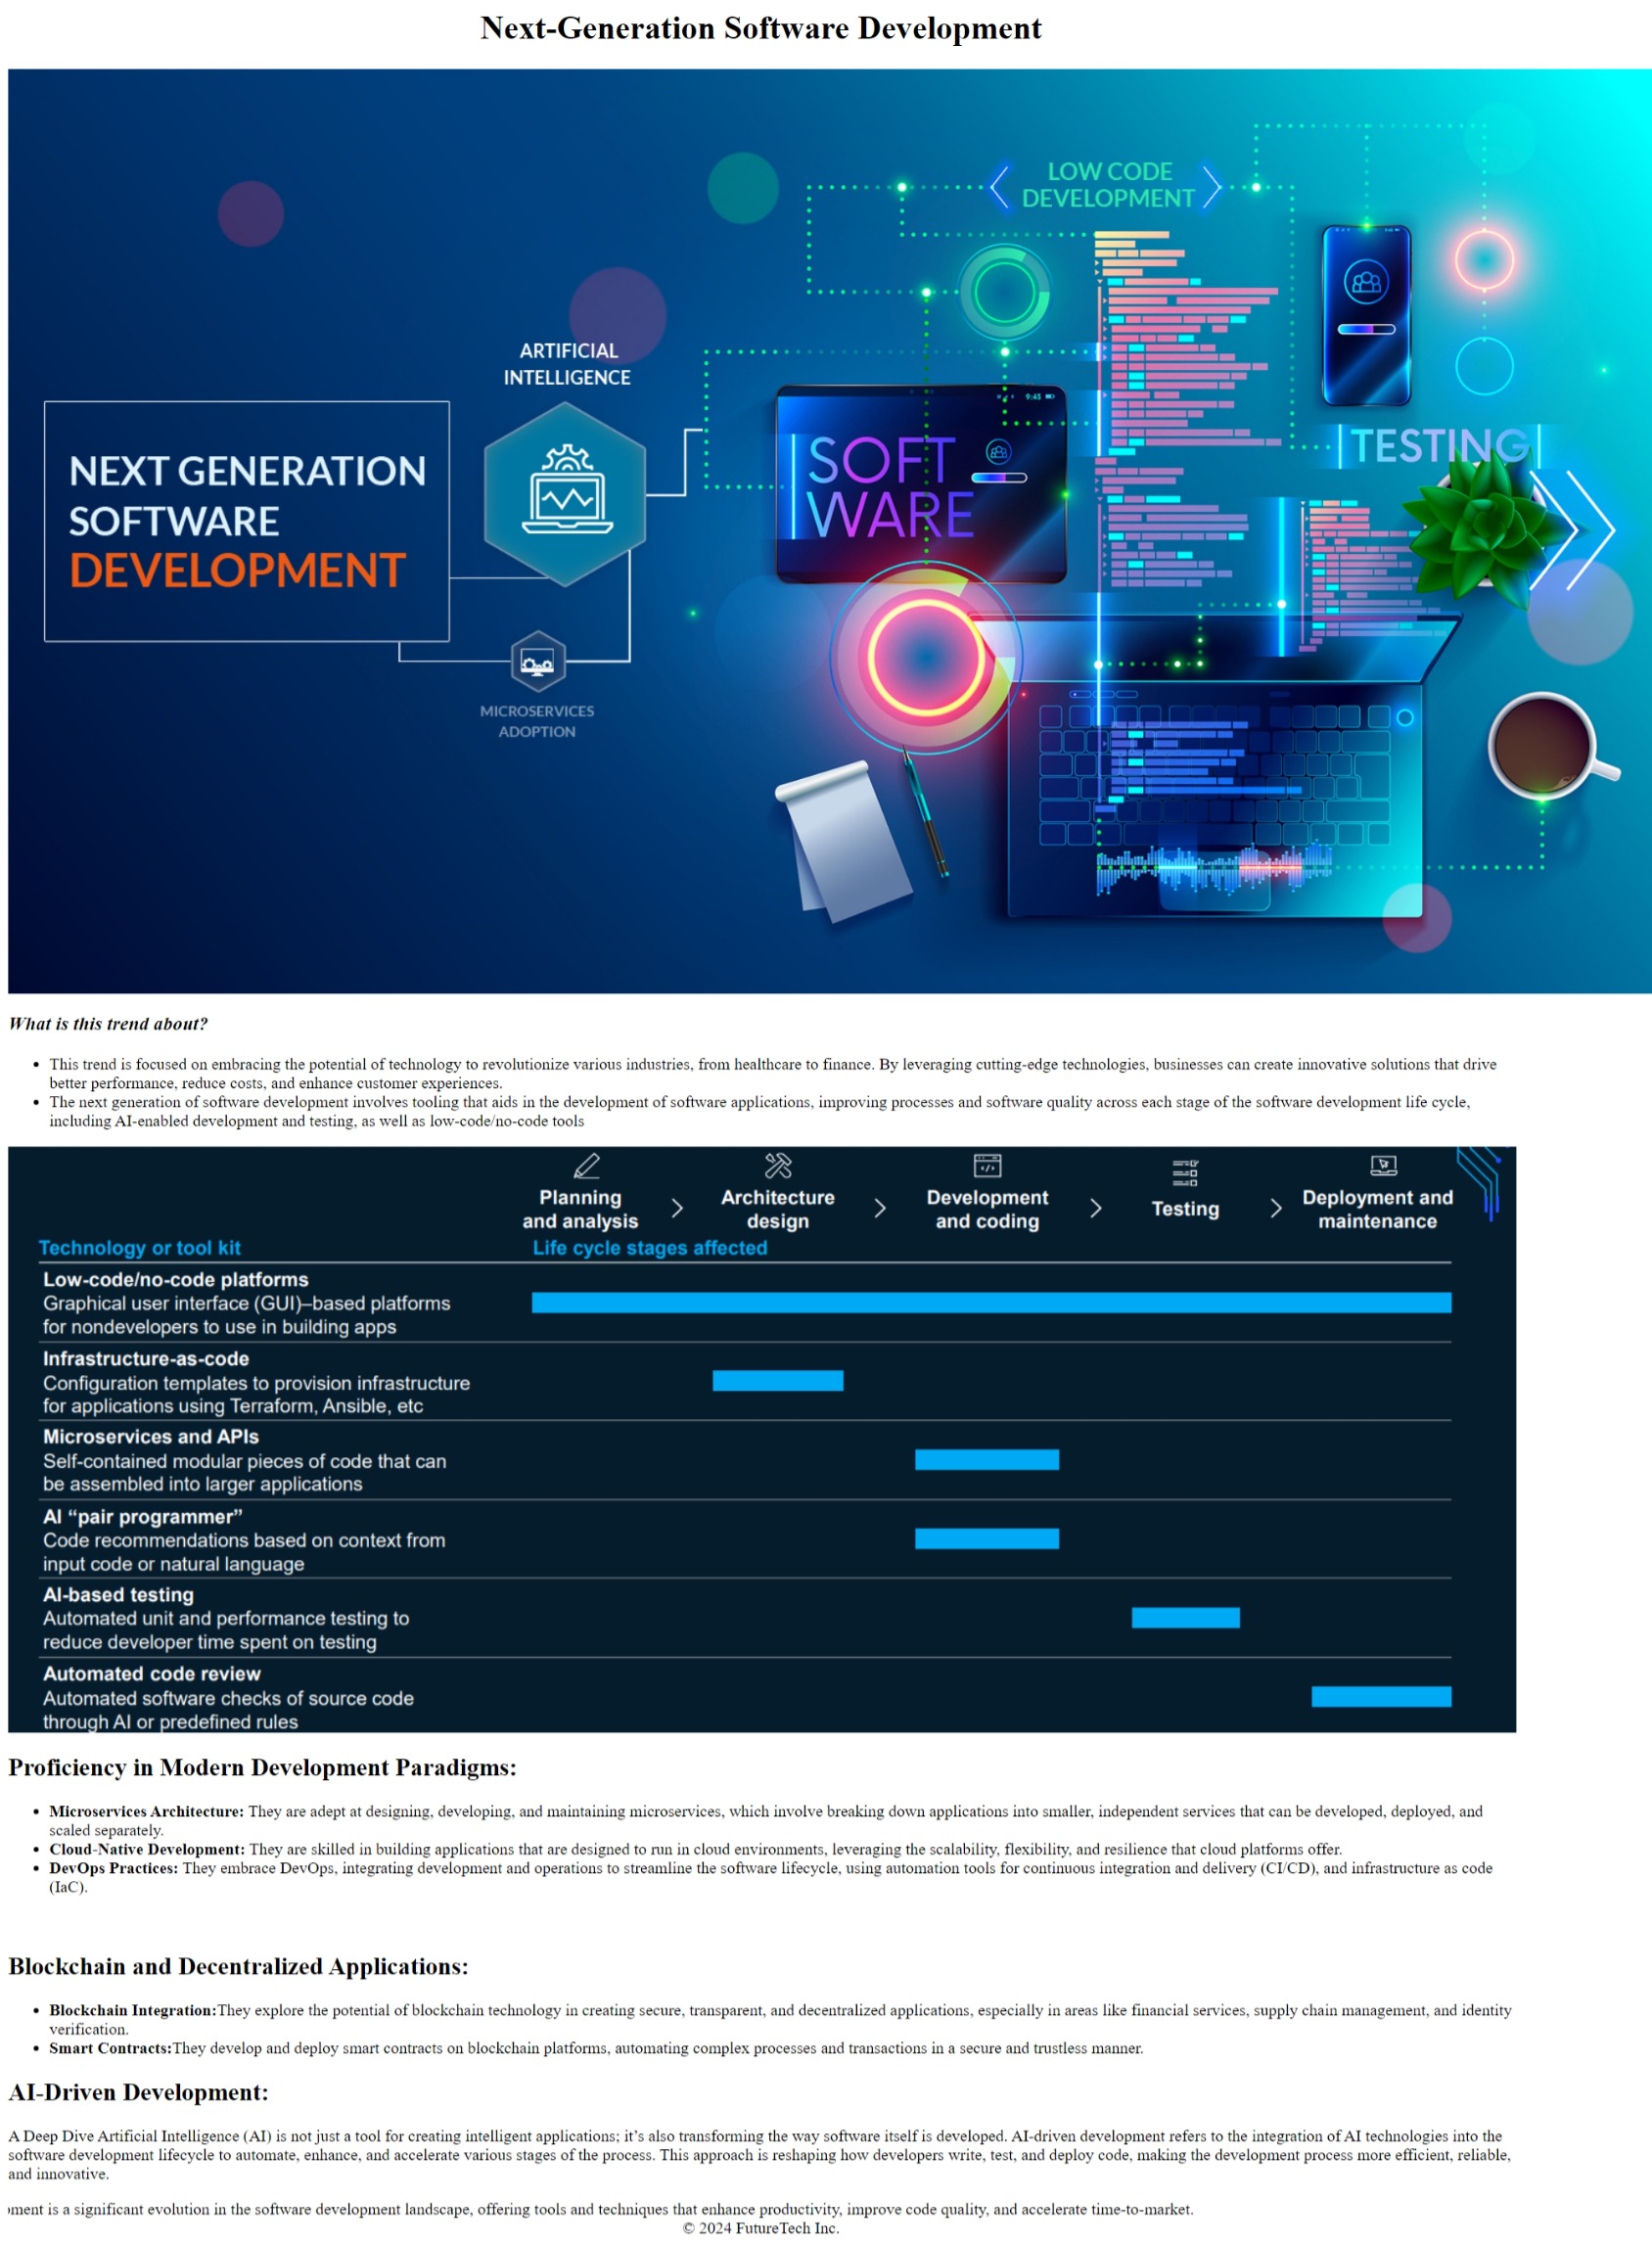 Next-Generation Software Development
LOW CODE
DEVELOPMENT
ARTIFICIAL
INTELLIGENCE
NEXT GENERATION
SOFTWARE
DEVELOPMENT
9:45
SOFT
WARE
TESTING
MICROSERVICES
ADOPTION
What is this trend about?
• This trend is focused on embracing the potential of technology to revolutionize various industries, from healthcare to finance. By leveraging cutting-edge technologies, businesses can create innovative solutions that drive
better performance, reduce costs, and enhance customer experiences.
• The next generation of software development involves tooling that aids in the development of software applications, improving processes and software quality across each stage of the software development life cycle,
including AI-enabled development and testing, as well as low-code/no-code tools
Planning
and analysis
Architecture
design
Development
and coding
Testing
Deployment and
maintenance
Technology or tool kit
Life cycle stages affected
Low-code/no-code platforms
Graphical user interface (GUI)–based platforms
for nondevelopers to use in building apps
Infrastructure-as-code
Configuration templates to provision infrastructure
for applications using Terraform, Ansible, etc
Microservices and APIs
Self-contained modular pieces of code that can
be assembled into larger applications
AI “pair programmer”
Code recommendations based on context from
input code or natural language
AI-based testing
Automated unit and performance testing to
reduce developer time spent on testing
Automated code review
Automated software checks of source code
through AI or predefined rules
Proficiency in Modern Development Paradigms:
• Microservices Architecture: They are adept at designing, developing, and maintaining microservices, which involve breaking down applications into smaller, independent services that can be developed, deployed, and
scaled separately.
• Cloud-Native Development: They are skilled in building applications that are designed to run in cloud environments, leveraging the scalability, flexibility, and resilience that cloud platforms offer.
• DevOps Practices: They embrace DevOps, integrating development and operations to streamline the software lifecycle, using automation tools for continuous integration and delivery (CI/CD), and infrastructure as code
(IaC).
Blockchain and Decentralized Applications:
• Blockchain Integration:They explore the potential of blockchain technology in creating secure, transparent, and decentralized applications, especially in areas like financial services, supply chain management, and identity
verification.
• Smart Contracts:They develop and deploy smart contracts on blockchain platforms, automating complex processes and transactions in a secure and trustless manner.
AI-Driven Development:
A Deep Dive Artificial Intelligence (AI) is not just a tool for creating intelligent applications; it’s also transforming the way software itself is developed. AI-driven development refers to the integration of AI technologies into the
software development lifecycle to automate, enhance, and accelerate various stages of the process. This approach is reshaping how developers write, test, and deploy code, making the development process more efficient, reliable,
and innovative.
ment is a significant evolution in the software development landscape, offering tools and techniques that enhance productivity, improve code quality, and accelerate time-to-market.
© 2024 FutureTech Inc.